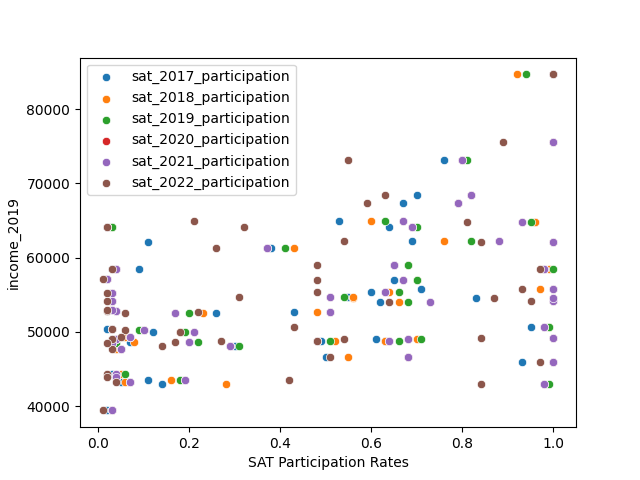 sat_2017_participation
sat_2018_participation
sat_2019_participation
sat_2020_participation
sat_2021_participation
sat_2022_participation
80000
70000
60000
50000
40000
income_2019
0.0 0.2 0.4 0.6 0.8 1.0
SAT Participation Rates